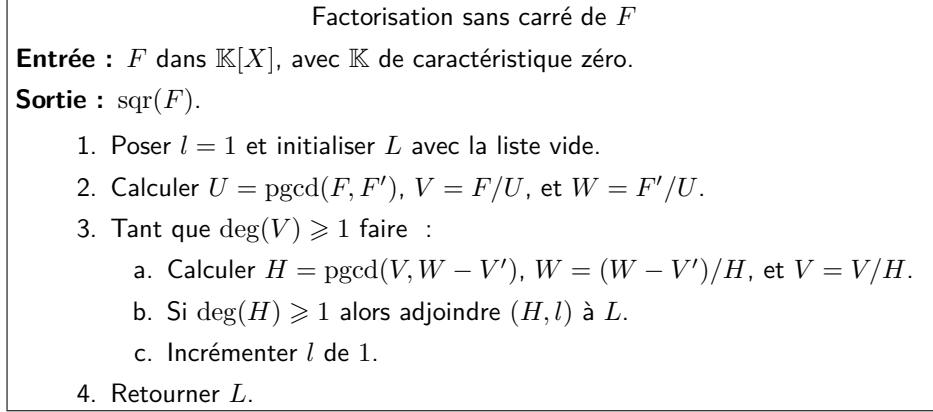 Factorisation sans carré de F
Entrée : F dans 𝕂[X], avec 𝕂 de caractéristique zéro.
Sortie : sqr(F).
1. Poser l = 1 et initialiser L avec la liste vide.
2. Calculer U = pgcd(F, F′), V = F/U, et W = F′/U.
3. Tant que deg(V) ⩾ 1 faire :
a. Calculer H = pgcd(V, W − V′), W = (W − V′)/H, et V = V/H.
b. Si deg(H) ⩾ 1 alors adjoindre (H, l) à L.
c. Incrémenter l de 1.
4. Retourner L.